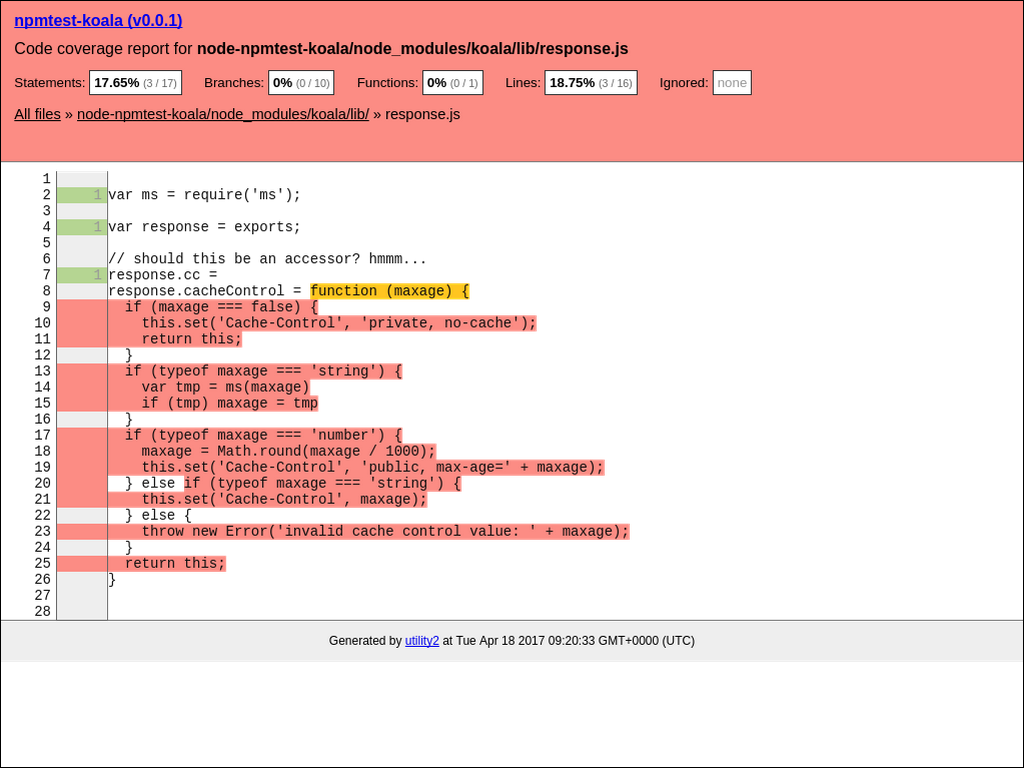 npmtest-koala (v0.0.1)
Code coverage report for node-npmtest-koala/node_modules/koala/lib/response.js
Statements: 17.65% (3 / 17) Branches: 0% (0 / 10) Functions: 0% (0 / 1) Lines: 18.75% (3 / 16) Ignored: none
All files » node-npmtest-koala/node_modules/koala/lib/ » response.js
1
2 1 var ms = require('ms');
3
4 1 var response = exports;
5
6 // should this be an accessor? hmmm...
7 1 response.cc =
8 response.cacheControl = function (maxage) {
9 if (maxage === false) {
10 this.set('Cache-Control', 'private, no-cache');
11 return this;
12 }
13 if (typeof maxage === 'string') {
14 var tmp = ms(maxage)
15 if (tmp) maxage = tmp
16 }
17 if (typeof maxage === 'number') {
18 maxage = Math.round(maxage / 1000);
19 this.set('Cache-Control', 'public, max-age=' + maxage);
20 } else if (typeof maxage === 'string') {
21 this.set('Cache-Control', maxage);
22 } else {
23 throw new Error('invalid cache control value: ' + maxage);
24 }
25 return this;
26 }
27
28
Generated by utility2 at Tue Apr 18 2017 09:20:33 GMT+0000 (UTC)